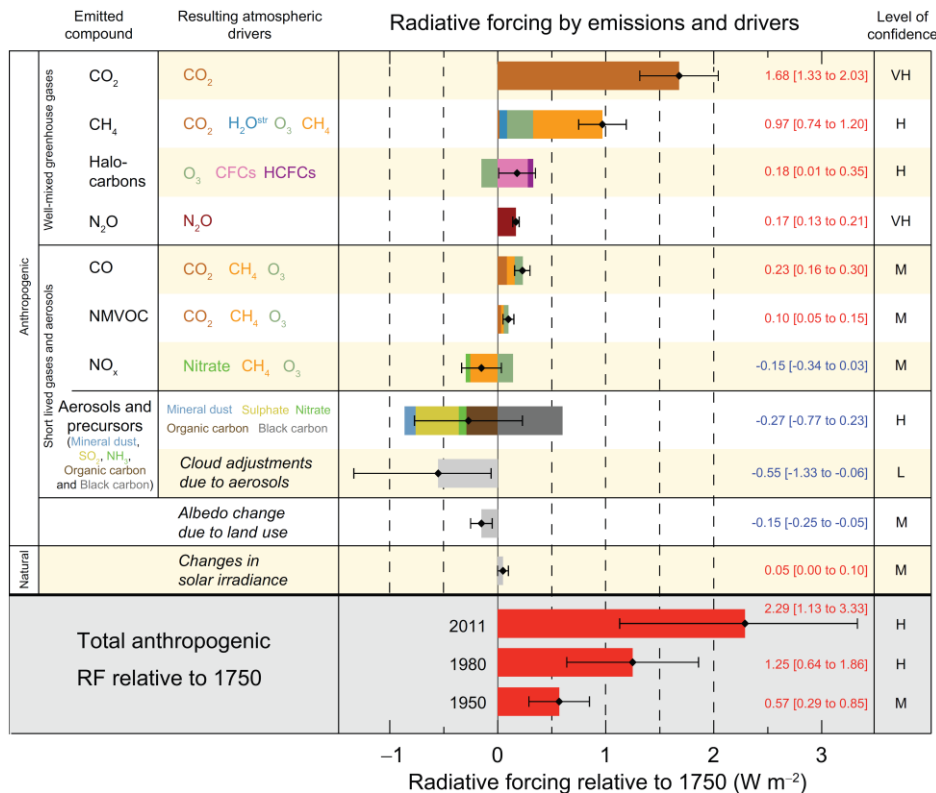 Emitted compound
Resulting atmospheric drivers
Radiative forcing by emissions and drivers
Level of confidence
Anthropogenic
Well-mixed greenhouse gases
CO₂
CO₂
1.68 [1.33 to 2.03]
VH
CH₄
CO₂ H₂Oˢᵗʳ O₃ CH₄
0.97 [0.74 to 1.20]
H
Halo-
carbons
O₃ CFCs HCFCs
0.18 [0.01 to 0.35]
H
N₂O
N₂O
0.17 [0.13 to 0.21]
VH
Short lived gases and aerosols
CO
CO₂ CH₄ O₃
0.23 [0.16 to 0.30]
M
NMVOC
CO₂ CH₄ O₃
0.10 [0.05 to 0.15]
M
NOₓ
Nitrate CH₄ O₃
-0.15 [-0.34 to 0.03]
M
Aerosols and
precursors
(Mineral dust,
SO₂, NH₃,
Organic carbon
and Black carbon)
Mineral dust Sulphate Nitrate
Organic carbon Black carbon
-0.27 [-0.77 to 0.23]
H
Cloud adjustments
due to aerosols
-0.55 [-1.33 to -0.06]
L
Albedo change
due to land use
-0.15 [-0.25 to -0.05]
M
Natural
Changes in
solar irradiance
0.05 [0.00 to 0.10]
M
Total anthropogenic
RF relative to 1750
2011
2.29 [1.13 to 3.33]
H
1980
1.25 [0.64 to 1.86]
H
1950
0.57 [0.29 to 0.85]
M
−1 0 1 2 3
Radiative forcing relative to 1750 (W m⁻²)